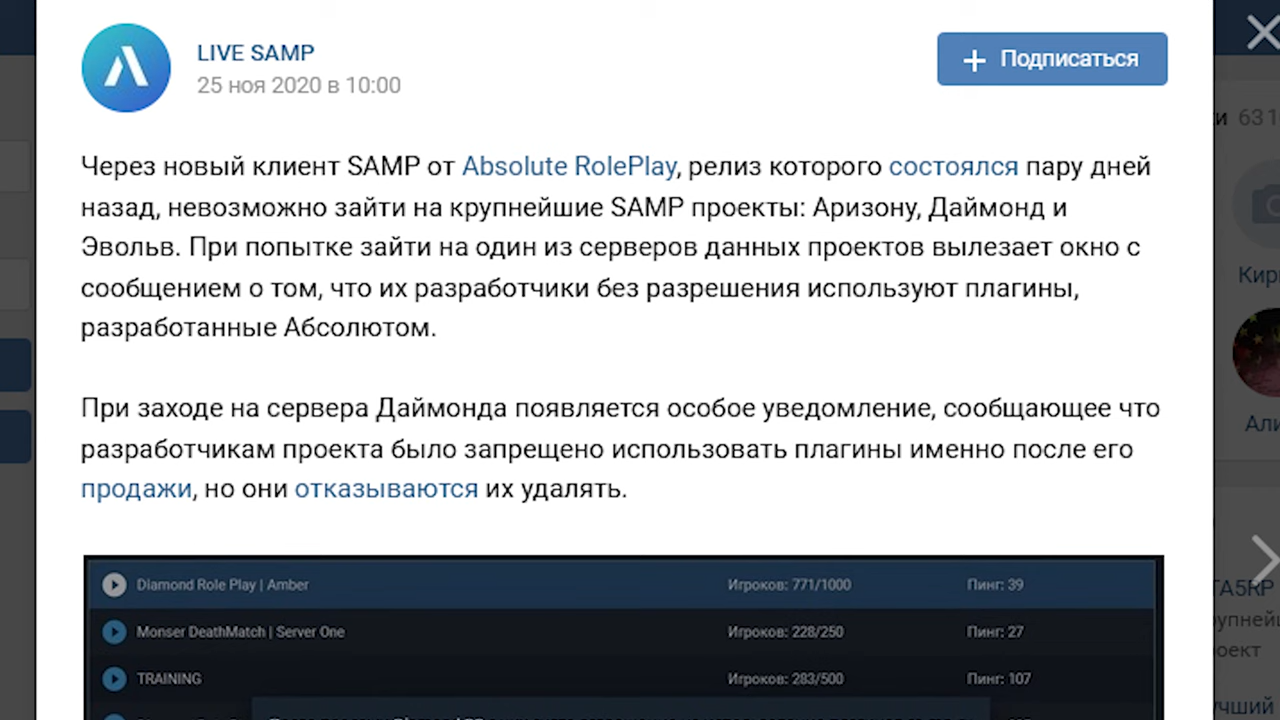 LIVE SAMP
25 ноя 2020 в 10:00
Подписаться
Через новый клиент SAMP от Absolute RolePlay, релиз которого состоялся пару дней
назад, невозможно зайти на крупнейшие SAMP проекты: Аризону, Даймонд и
Эвольв. При попытке зайти на один из серверов данных проектов вылезает окно с
сообщением о том, что их разработчики без разрешения используют плагины,
разработанные Абсолютом.
При заходе на сервера Даймонда появляется особое уведомление, сообщающее что
разработчикам проекта было запрещено использовать плагины именно после его
продажи, но они отказываются их удалять.
Diamond Role Play | Amber Игроков: 771/1000 Пинг: 39
Monser DeathMatch | Server One Игроков: 228/250 Пинг: 27
TRAINING Игроков: 283/500 Пинг: 107
и 631
Кир
Али
TA5RP